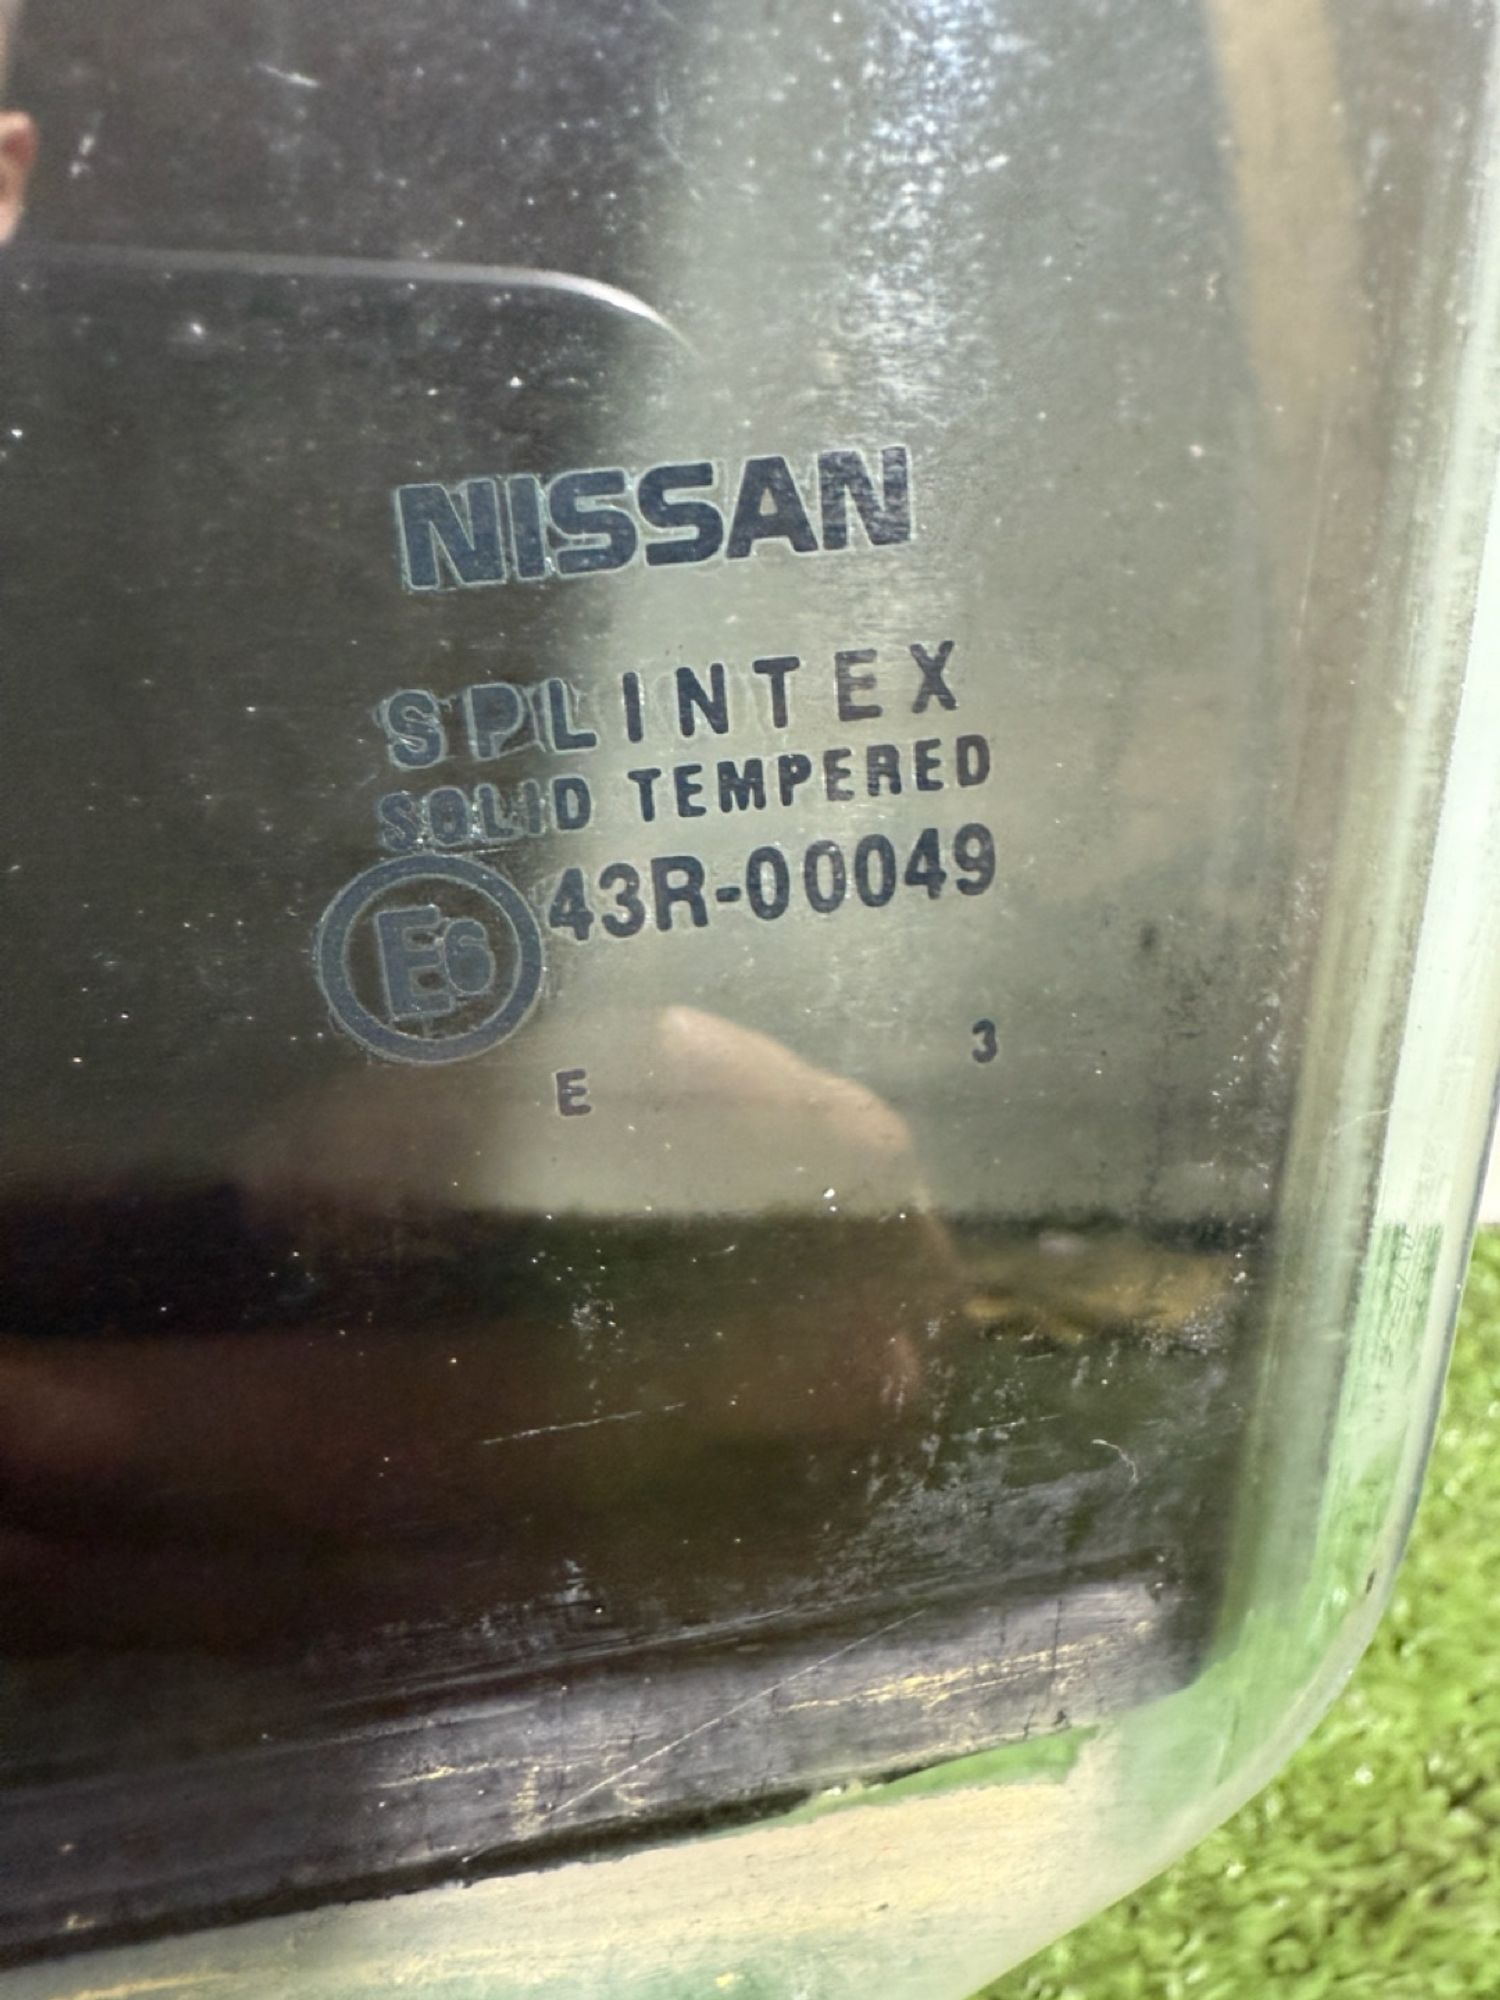 NISSAN
SPLINTEX
SOLID TEMPERED
E6 43R-00049
3
E